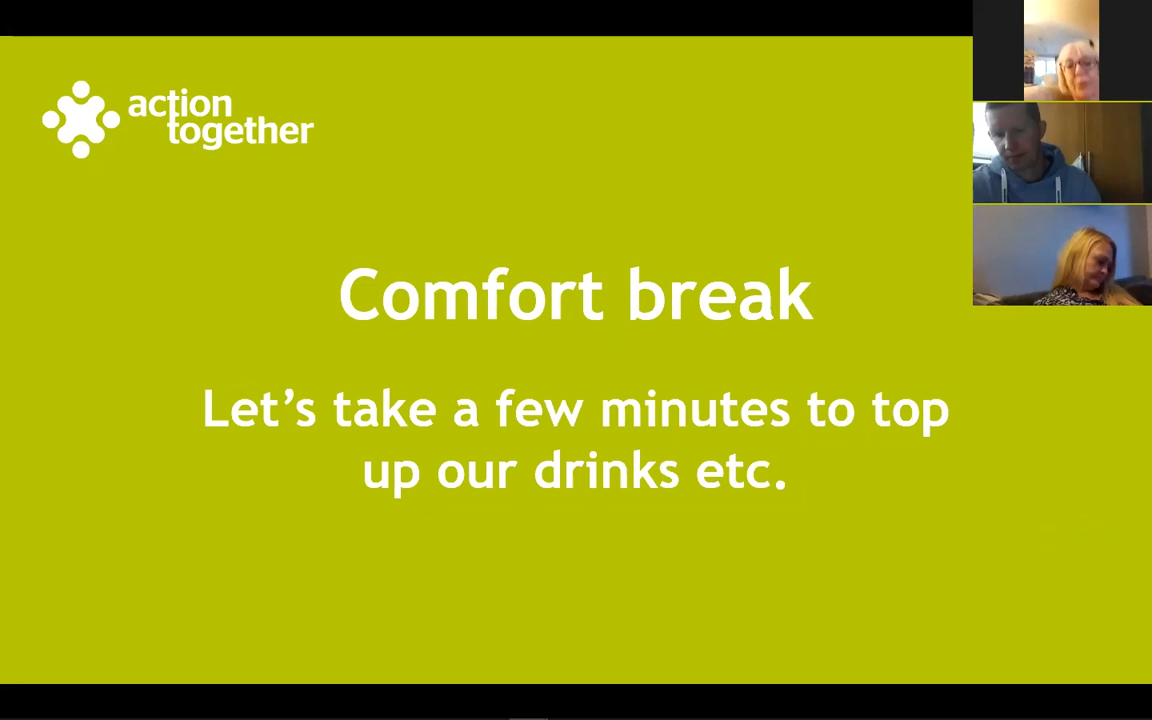 action
together
Comfort break
Let’s take a few minutes to top
up our drinks etc.